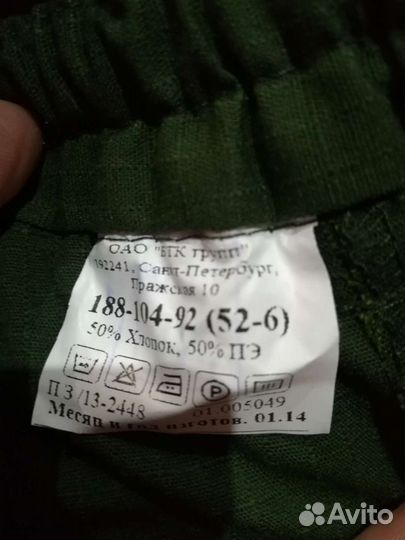 ОАО "БТК групп"
192241, Санкт-Петербург,
Пражская 10
188-104-92 (52-6)
50% Хлопок, 50% ПЭ
P
ПЗ /13-2448
01.005049
Месяц и год изготов. 01.14
Avito